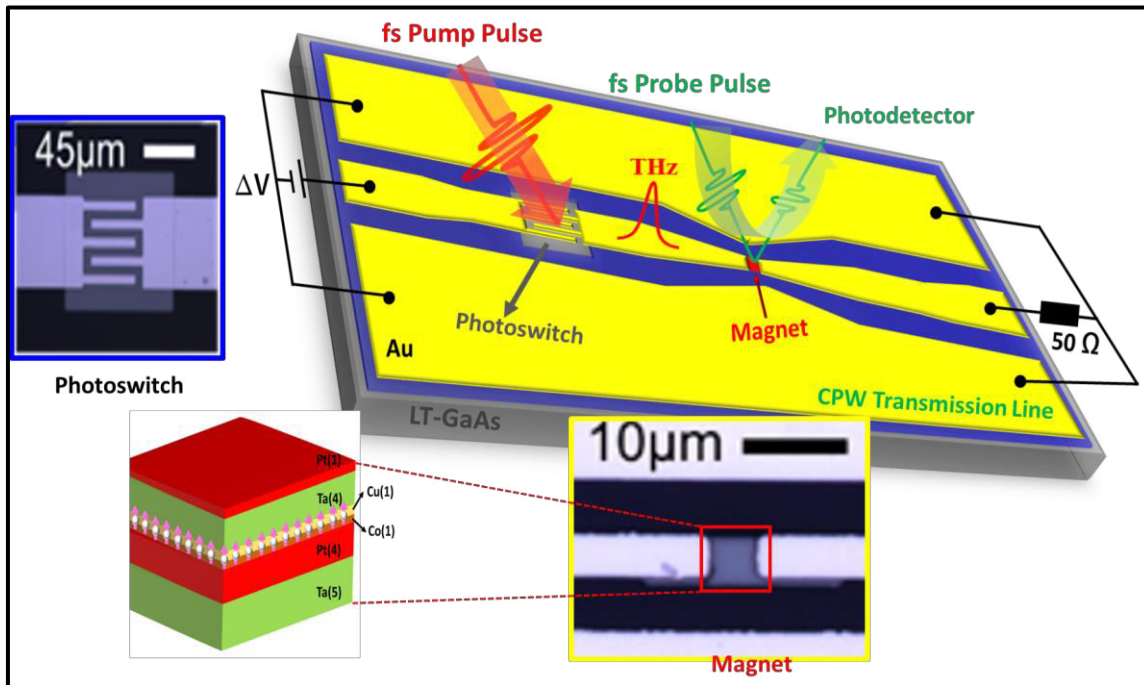 fs Pump Pulse
fs Probe Pulse
Photodetector
45μm
ΔV
THz
Photoswitch
Magnet
Au
50 Ω
Photoswitch
CPW Transmission Line
LT-GaAs
10μm
Pt(1)
Cu(1)
Ta(4)
Co(1)
Pt(4)
Ta(5)
Magnet